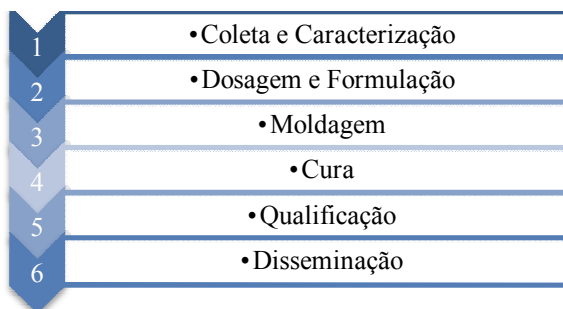 1 •Coleta e Caracterização
2 •Dosagem e Formulação
3 •Moldagem
4 •Cura
5 •Qualificação
6 •Disseminação